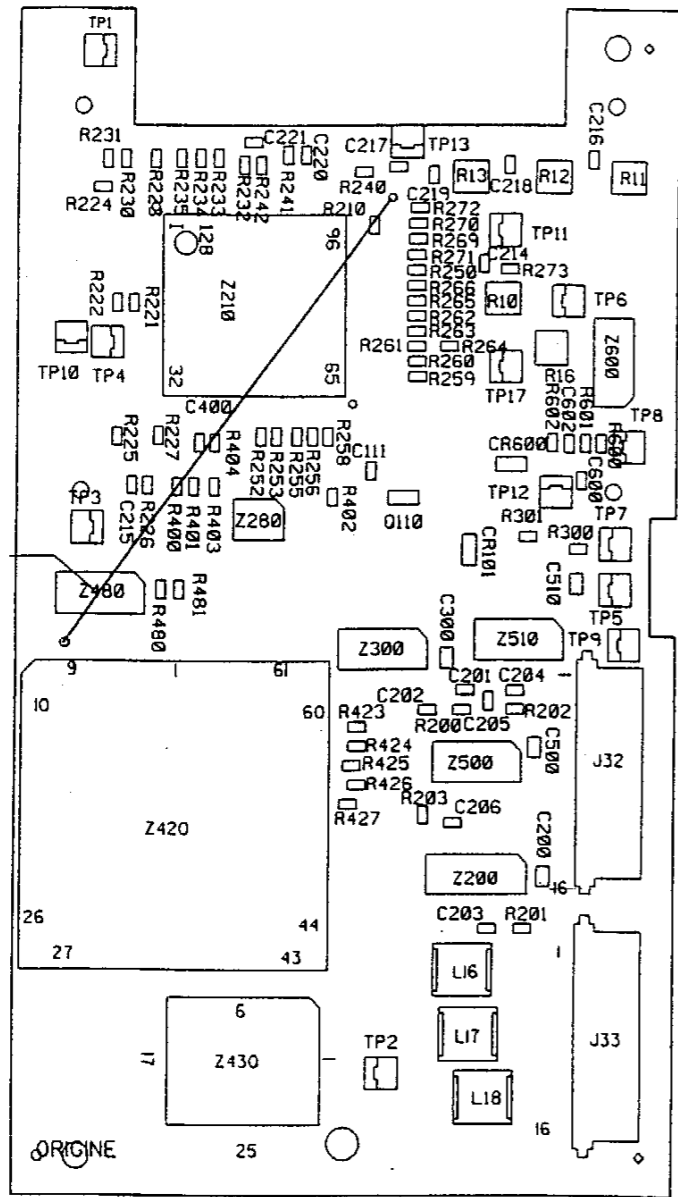 TP1
C221
C220
C217
TP13
C216
R231
R230
R224
R228
R235
R234
R233
R232
R242
R241
R240
R210
C219
R13
C218
R12
R11
R272
R270
R269
R271
R250
R266
R265
R262
R263
R261
R264
R260
R259
TP11
C214
R273
R10
TP6
R16
TP17
Z600
1
128
96
Z210
32
65
R222
R221
TP10
TP4
C400
R225
R227
R404
R252
R253
R255
R256
R258
C111
R402
CR600
R602
C602
R601
R600
TP8
C600
TP12
TP3
C215
R226
R400
R401
R403
Z280
Q110
R301
R300
TP7
CR101
C510
TP5
Z480
R480
R481
Z300
C300
Z510
TP9
9
1
61
10
60
C201
C204
C202
R200
C205
R202
R423
R424
R425
R426
R427
Z500
C500
1
J32
R203
C206
Z420
Z200
C200
16
26
44
27
43
C203
R201
L16
1
6
17
Z430
1
TP2
L17
J33
L18
16
ORIGINE
25